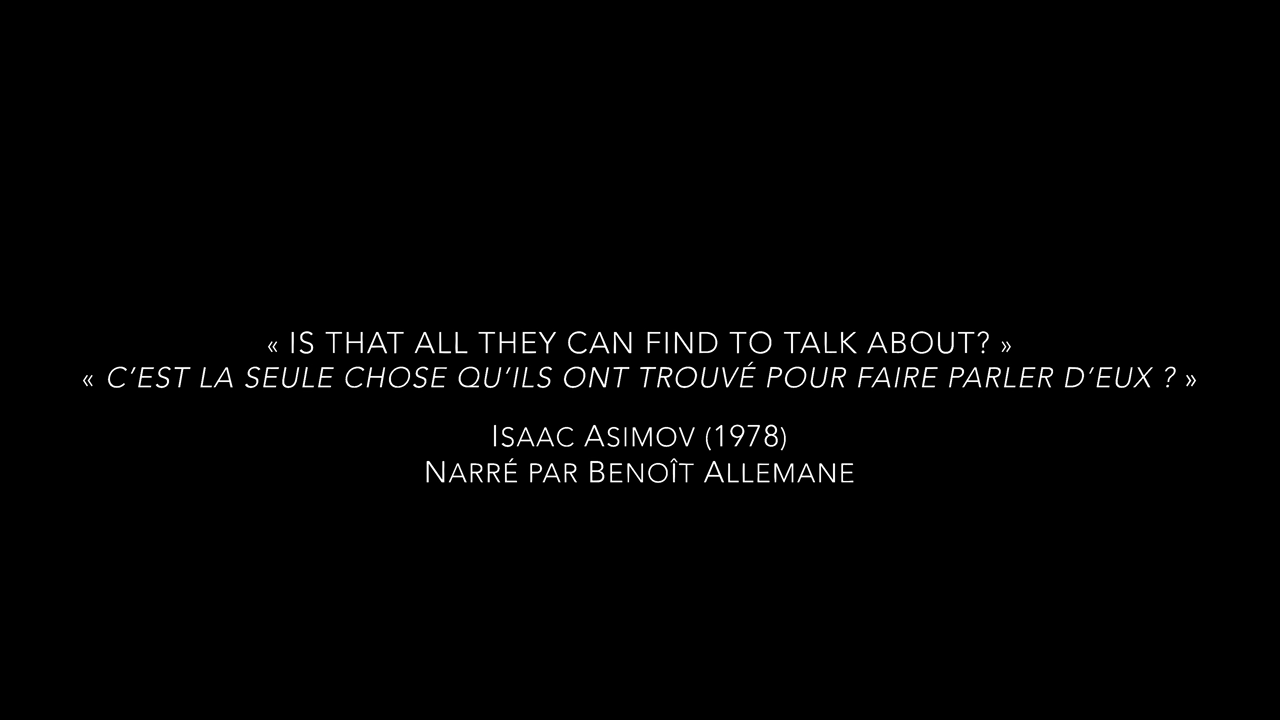 « IS THAT ALL THEY CAN FIND TO TALK ABOUT? »
« C’EST LA SEULE CHOSE QU’ILS ONT TROUVÉ POUR FAIRE PARLER D’EUX ? »
ISAAC ASIMOV (1978)
NARRÉ PAR BENOÎT ALLEMANE